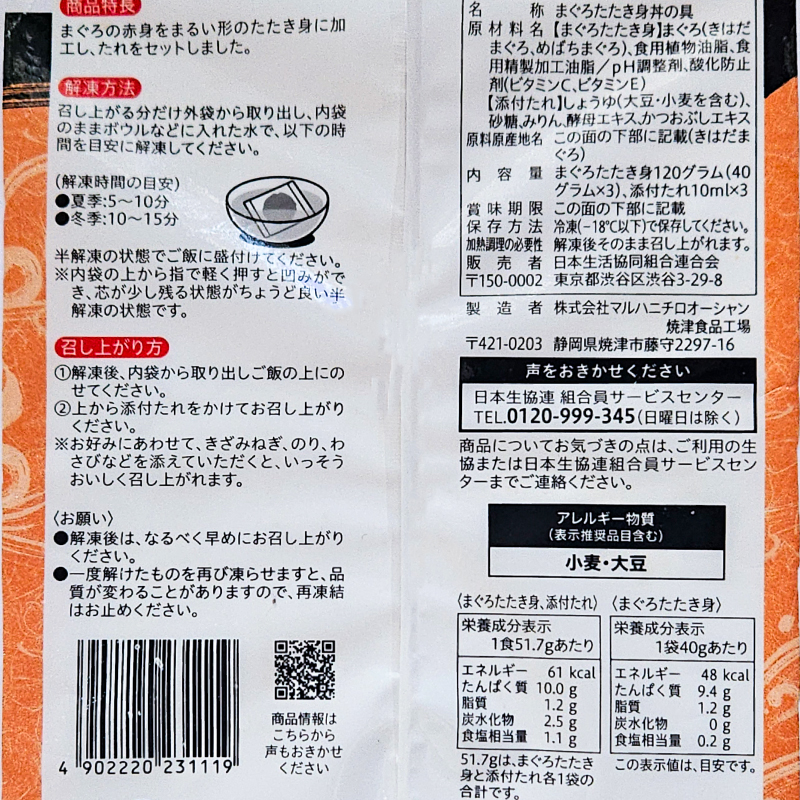 商品特長
まぐろの赤身をまるい形のたたき身に加
工し、たれをセットしました。
解凍方法
召し上がる分だけ外袋から取り出し、内袋
のままボウルなどに入れた水で、以下の時
間を目安に解凍してください。
〈解凍時間の目安〉
●夏季:5～10分
●冬季:10～15分
半解凍の状態でご飯に盛付けてください。
※内袋の上から指で軽く押すと凹みがで
き、芯が少し残る状態がちょうど良い半
解凍の状態です。
召し上がり方
①解凍後、内袋から取り出しご飯の上にの
せてください。
②上から添付たれをかけてお召し上がり
ください。
※お好みにあわせて、きざみねぎ、のり、わ
さびなどを添えていただくと、いっそう
おいしく召し上がれます。
〈お願い〉
●解凍後は、なるべく早めにお召し上がり
ください。
●一度解けたものを再び凍らせますと、品
質が変わることがありますので、再凍結
はお止めください。
4 902220 231119
商品情報は
こちらから
声もおきかせ
ください
名称 まぐろたたき身丼の具
原材料名 【まぐろたたき身】まぐろ(きはだ
まぐろ、めばちまぐろ)、食用植物油脂、食
用精製加工油脂／pH調整剤、酸化防止
剤(ビタミンC、ビタミンE)
【添付たれ】しょうゆ(大豆・小麦を含む)、
砂糖、みりん、酵母エキス、かつおぶしエキス
原料原産地名 この面の下部に記載(きはだま
ぐろ)
内容量 まぐろたたき身120グラム(40
グラム×3)、添付たれ10ml×3
賞味期限 この面の下部に記載
保存方法 冷凍(−18℃以下)で保存してください。
加熱調理の必要性 解凍後そのまま召し上がれます。
販売者 日本生活協同組合連合会
〒150-0002 東京都渋谷区渋谷3-29-8
製造者 株式会社マルハニチロオーシャン
焼津食品工場
〒421-0203 静岡県焼津市藤守2297-16
声をおきかせください
日本生協連 組合員サービスセンター
TEL.0120-999-345(日曜日は除く)
商品についてお気づきの点は、ご利用の生
協または日本生協連組合員サービスセン
ターまでご連絡ください。
アレルギー物質
(表示推奨品目含む)
小麦・大豆
〈まぐろたたき身、添付たれ〉
栄養成分表示
1食51.7gあたり
エネルギー 61 kcal
たんぱく質 10.0 g
脂質 1.2 g
炭水化物 2.5 g
食塩相当量 1.1 g
51.7gは、まぐろたたき
身と添付たれ各1袋の
合計です。
〈まぐろたたき身〉
栄養成分表示
1袋40gあたり
エネルギー 48 kcal
たんぱく質 9.4 g
脂質 1.2 g
炭水化物 0 g
食塩相当量 0.2 g
この表示値は、目安です。